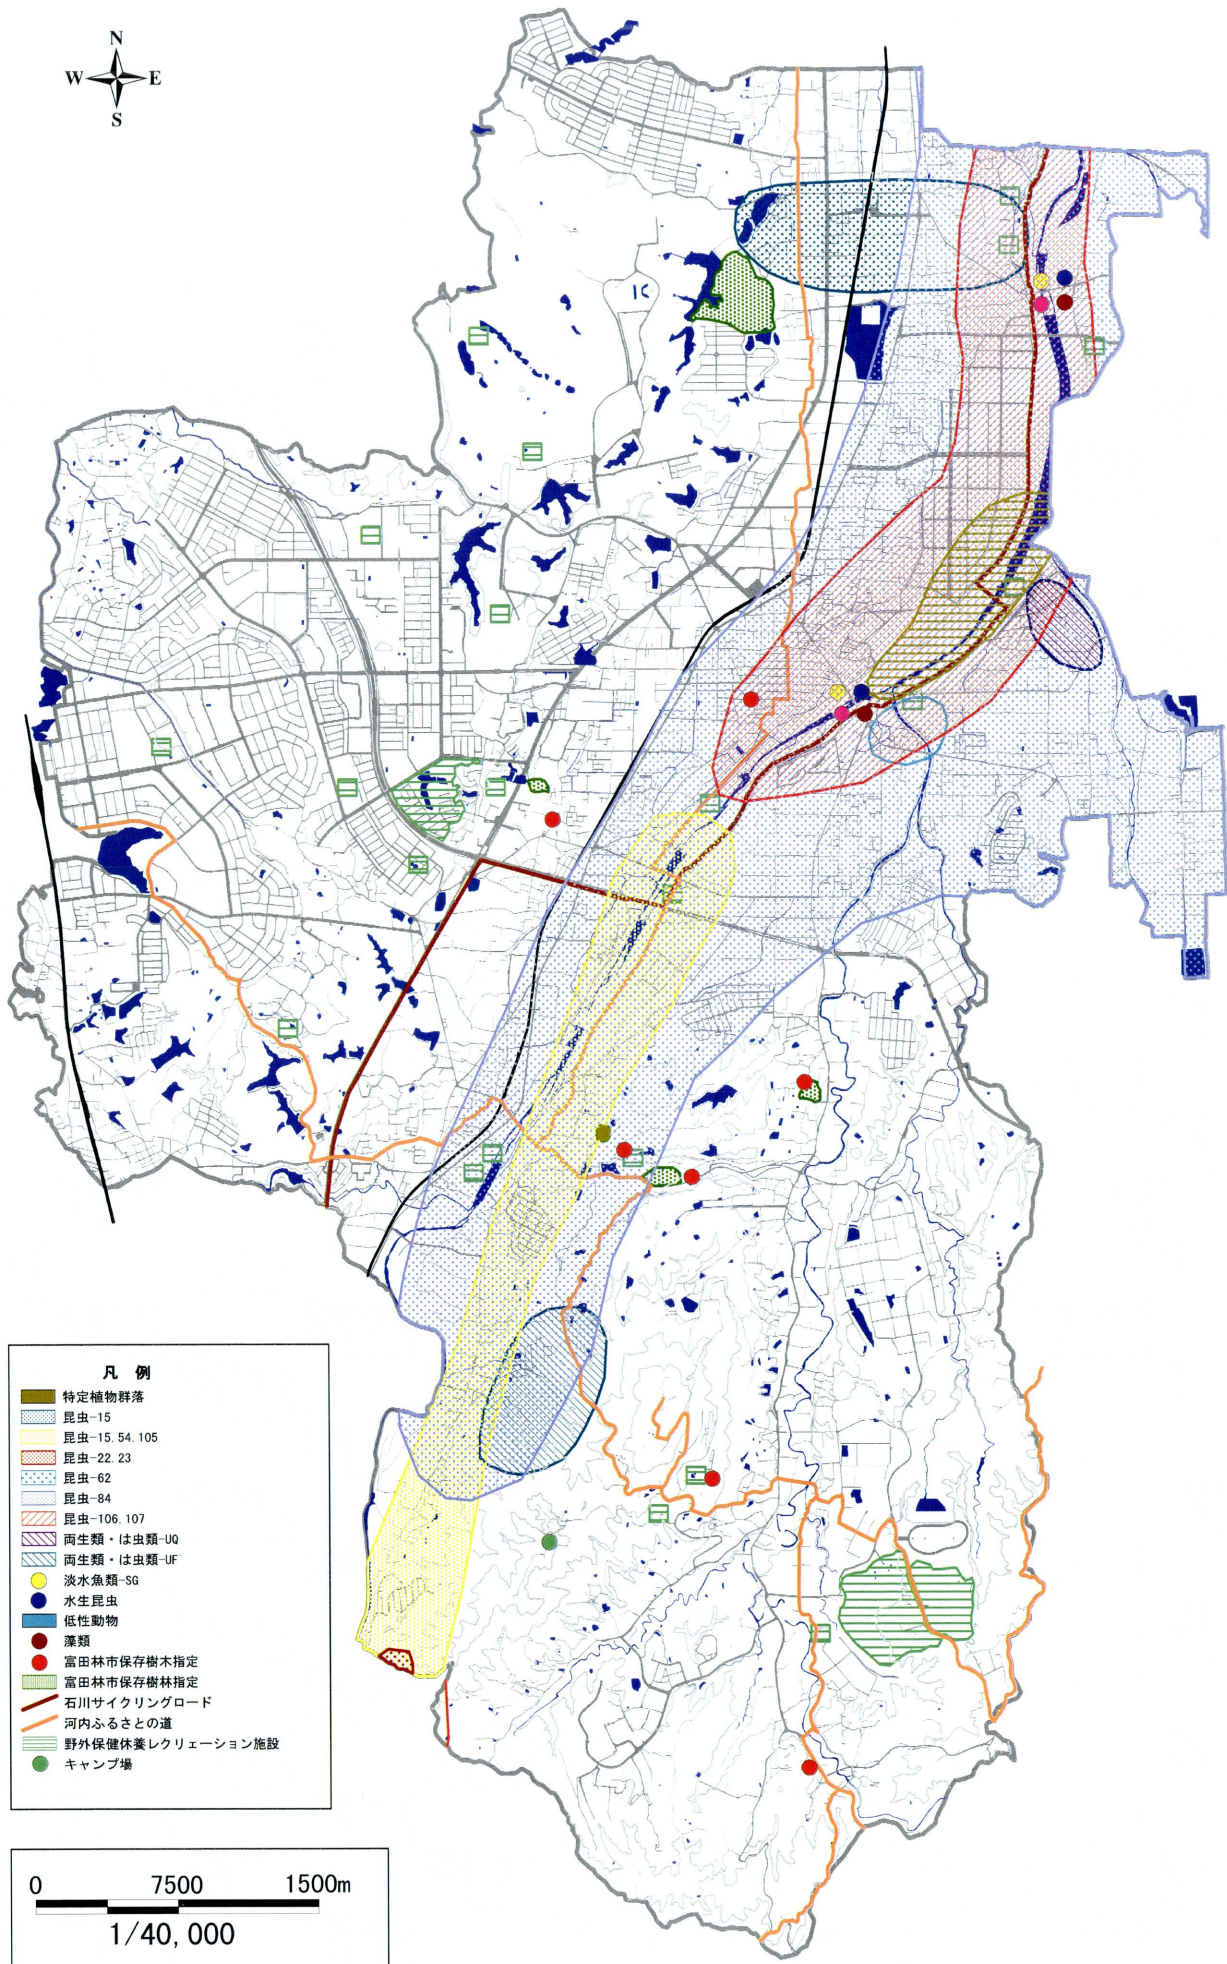 N
W E
S
IC
凡 例
特定植物群落
昆虫-15
昆虫-15.54.105
昆虫-22.23
昆虫-62
昆虫-84
昆虫-106.107
両生類・は虫類-UQ
両生類・は虫類-UF
淡水魚類-SG
水生昆虫
低性動物
藻類
富田林市保存樹木指定
富田林市保存樹林指定
石川サイクリングロード
河内ふるさとの道
野外保健休養レクリェーション施設
キャンプ場
0 7500 1500m
1/40,000